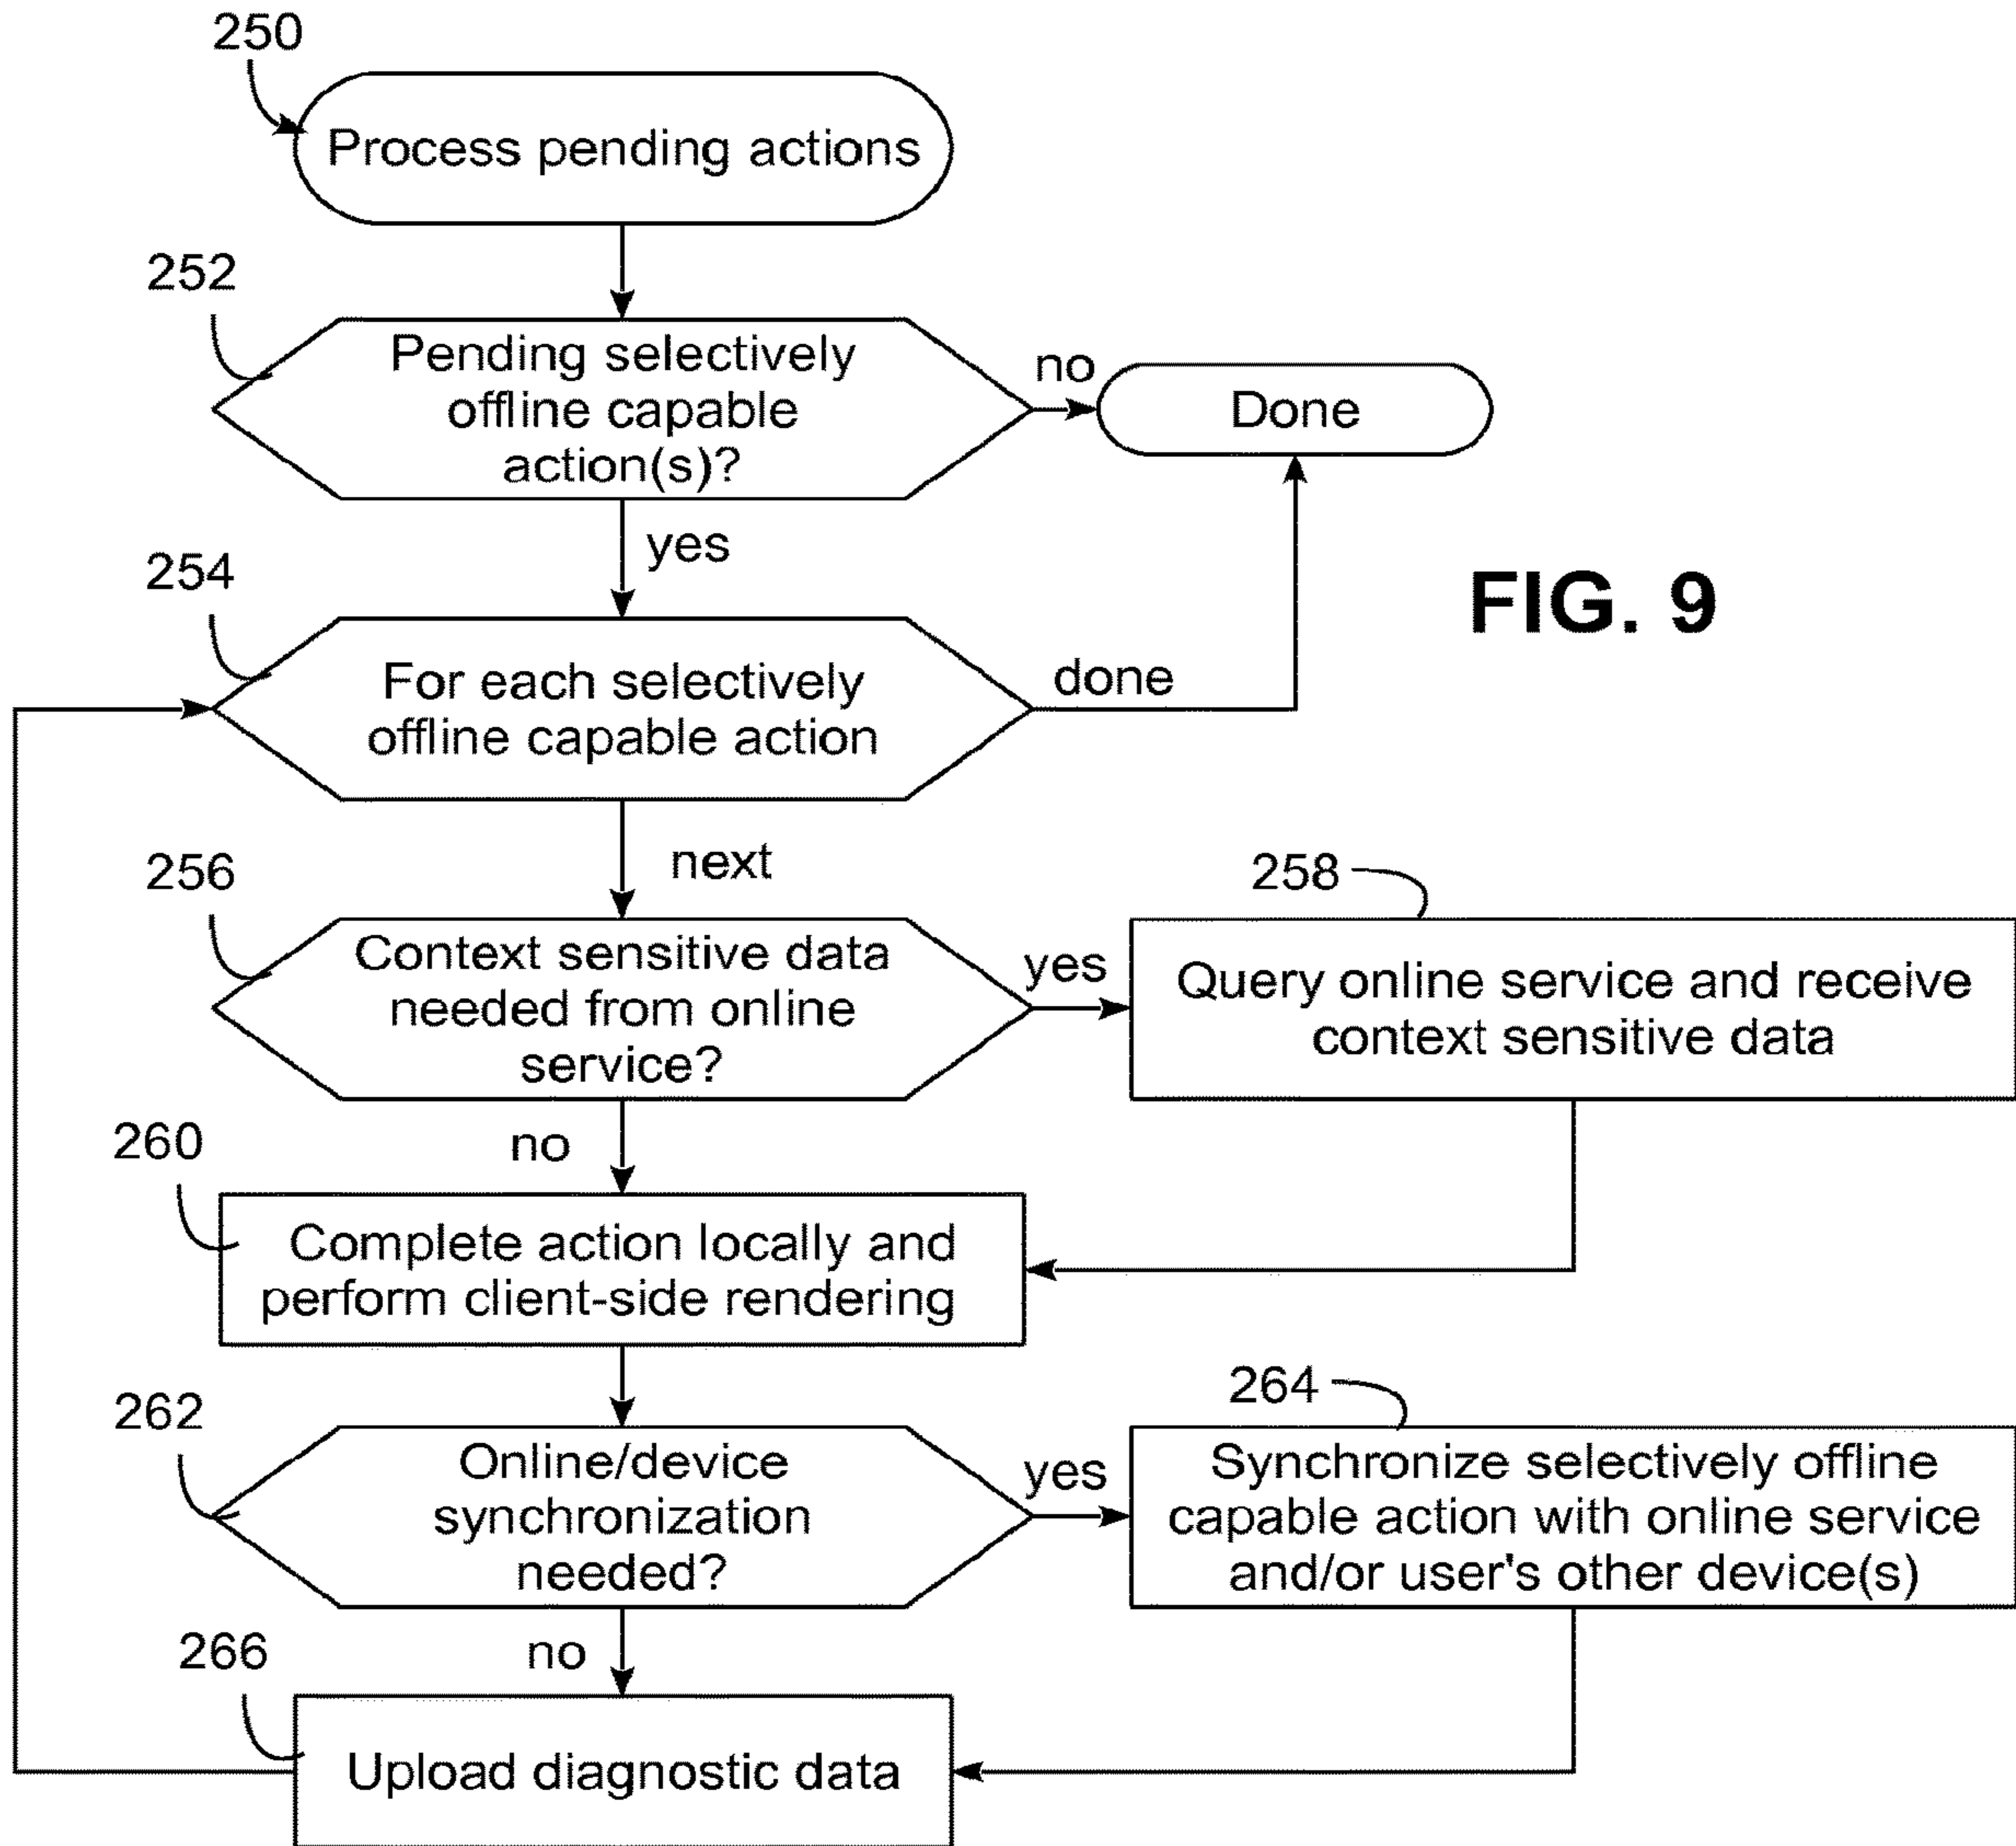 250
Process pending actions
252
Pending selectively
offline capable
action(s)?
no
Done
yes
254
For each selectively
offline capable action
done
FIG. 9
next
256
Context sensitive data
needed from online
service?
yes
258
Query online service and receive
context sensitive data
no
260
Complete action locally and
perform client-side rendering
262
Online/device
synchronization
needed?
yes
264
Synchronize selectively offline
capable action with online service
and/or user's other device(s)
no
266
Upload diagnostic data